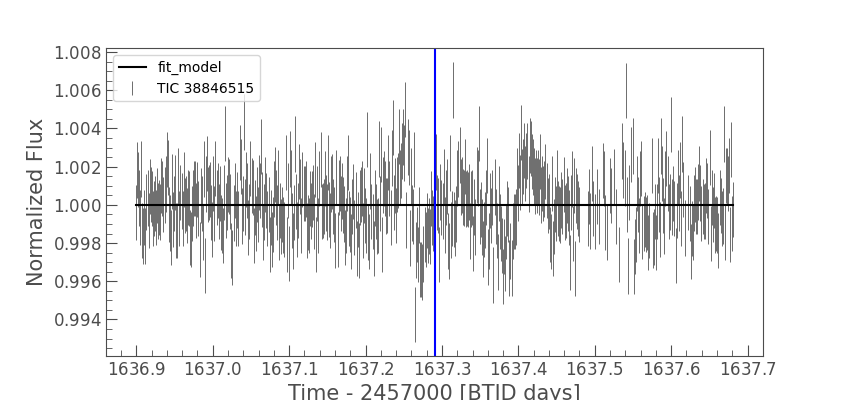 1.008
1.006
1.004
1.002
1.000
0.998
0.996
0.994
Normalized Flux
fit_model
TIC 38846515
1636.9 1637.0 1637.1 1637.2 1637.3 1637.4 1637.5 1637.6 1637.7
Time - 2457000 [BTJD days]